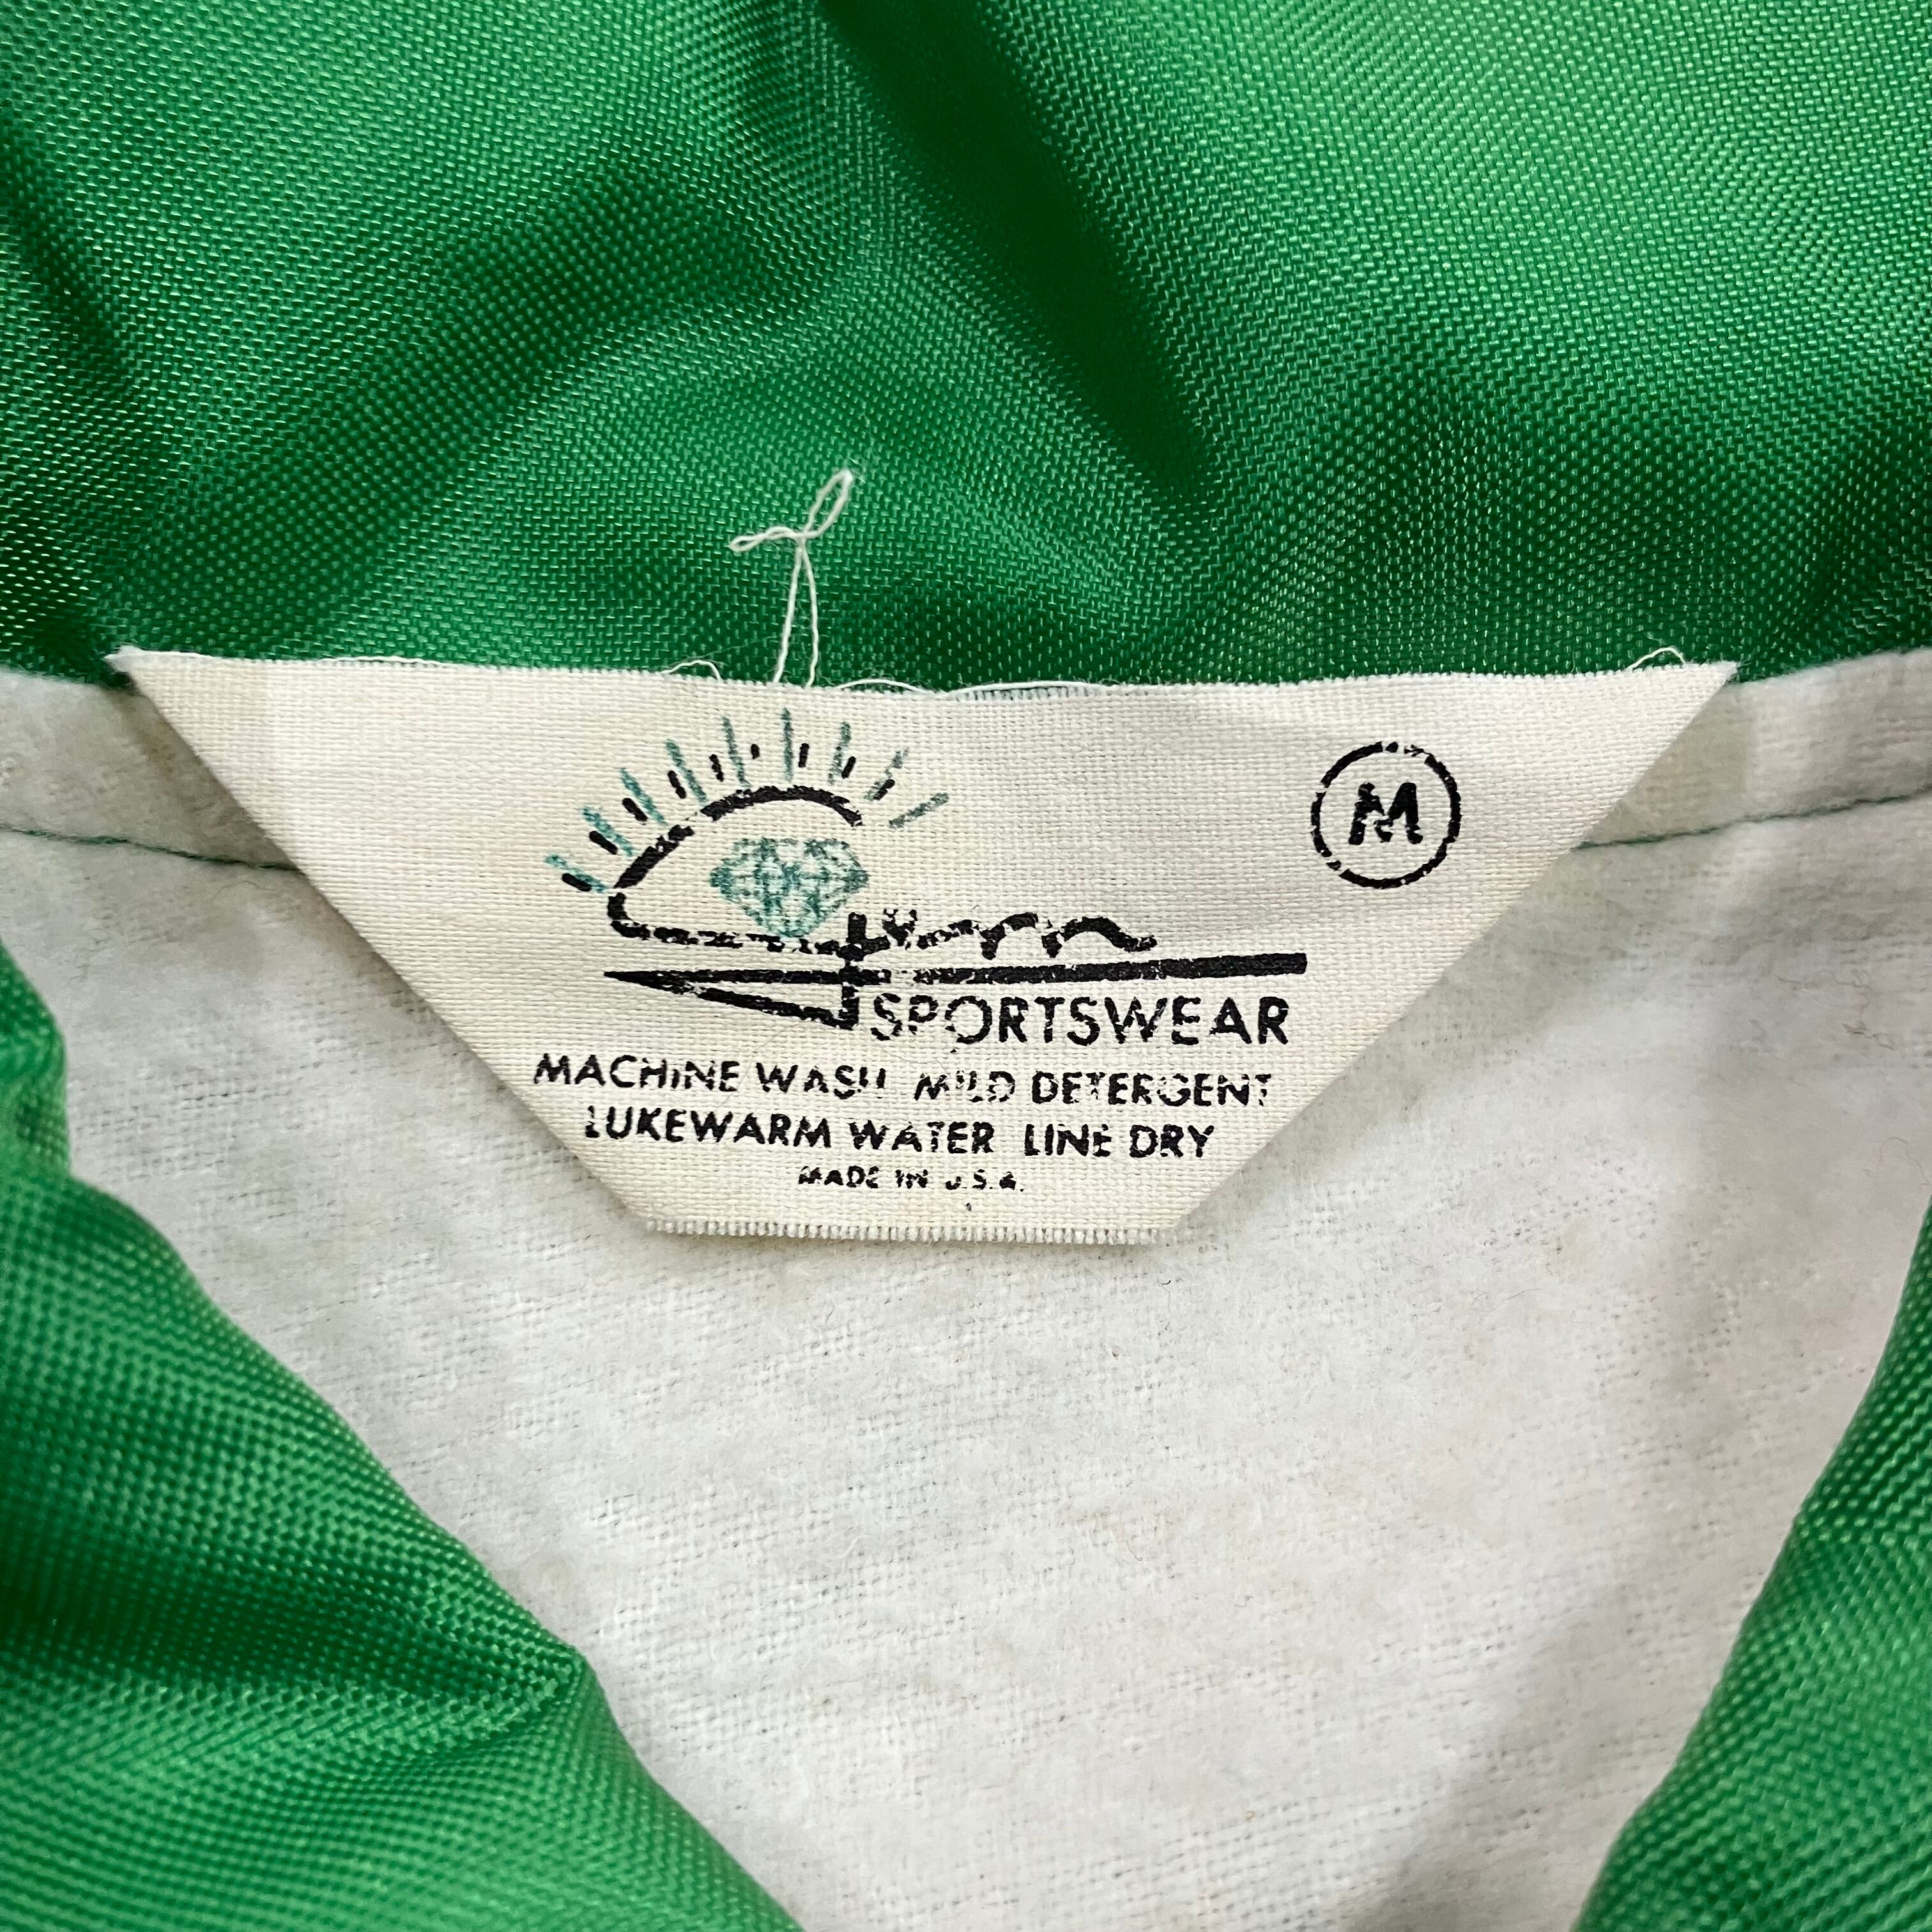 M
SPORTSWEAR
MACHINE WASH MILD DETERGENT
LUKEWARM WATER LINE DRY
MADE IN U.S.A.